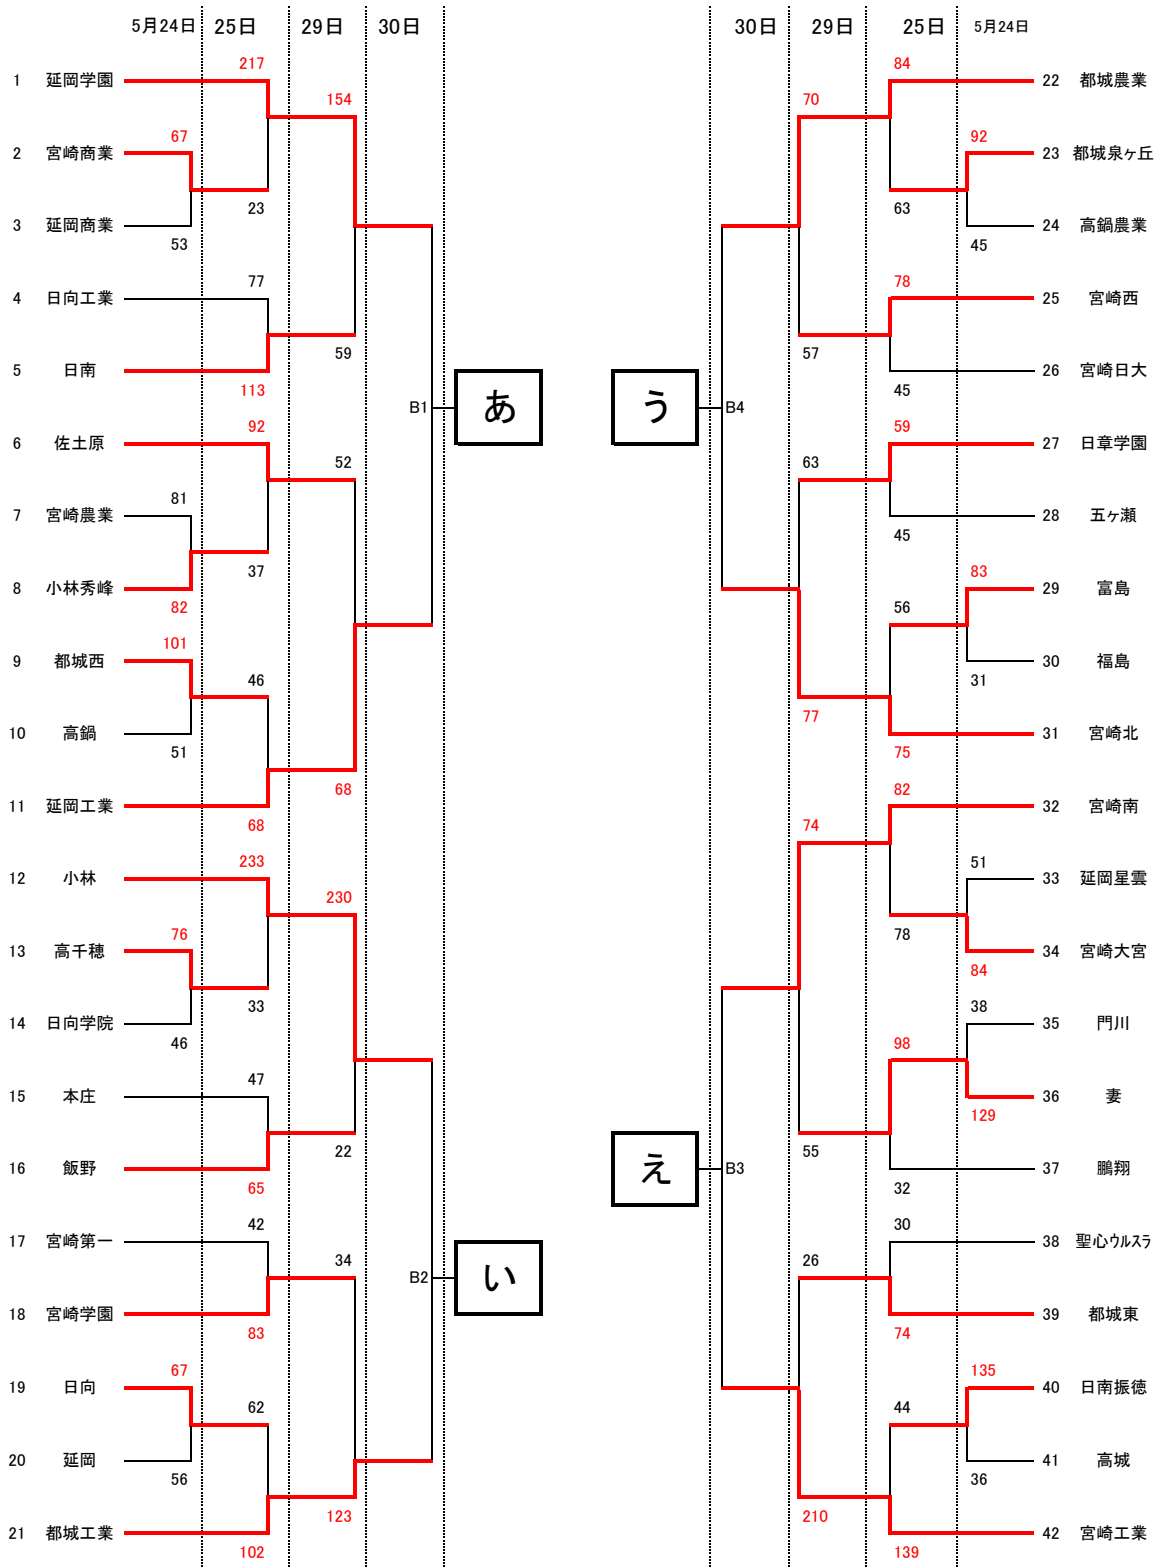 5月24日 25日 29日 30日 30日 29日 25日 5月24日
217 84
1 延岡学園 154 70 22 都城農業
67 92
2 宮崎商業 23 都城泉ヶ丘
23 63
3 延岡商業 24 高鍋農業
53 45
77 78
4 日向工業 25 宮崎西
59 57
5 日南 26 宮崎日大
113 45
B1 あ う B4
92 59
6 佐土原 27 日章学園
52 63
81
7 宮崎農業 28 五ヶ瀬
45
37 83
8 小林秀峰 29 富島
82 56
101
9 都城西 30 福島
46 31
77
10 高鍋 31 宮崎北
51 75
68 82
11 延岡工業 32 宮崎南
68 74
233 51
12 小林 33 延岡星雲
230
76 78
13 高千穂 34 宮崎大宮
84
33 38
14 日向学院 35 門川
46 98
47
15 本庄 36 妻
129
22 55
16 飯野 え B3 37 鵬翔
65 32
42 30
17 宮崎第一 38 聖心ウルスラ
34 26
B2 い
18 宮崎学園 39 都城東
83 74
67 135
19 日向 40 日南振徳
62 44
20 延岡 41 高城
56 36
123 210
21 都城工業 42 宮崎工業
102 139